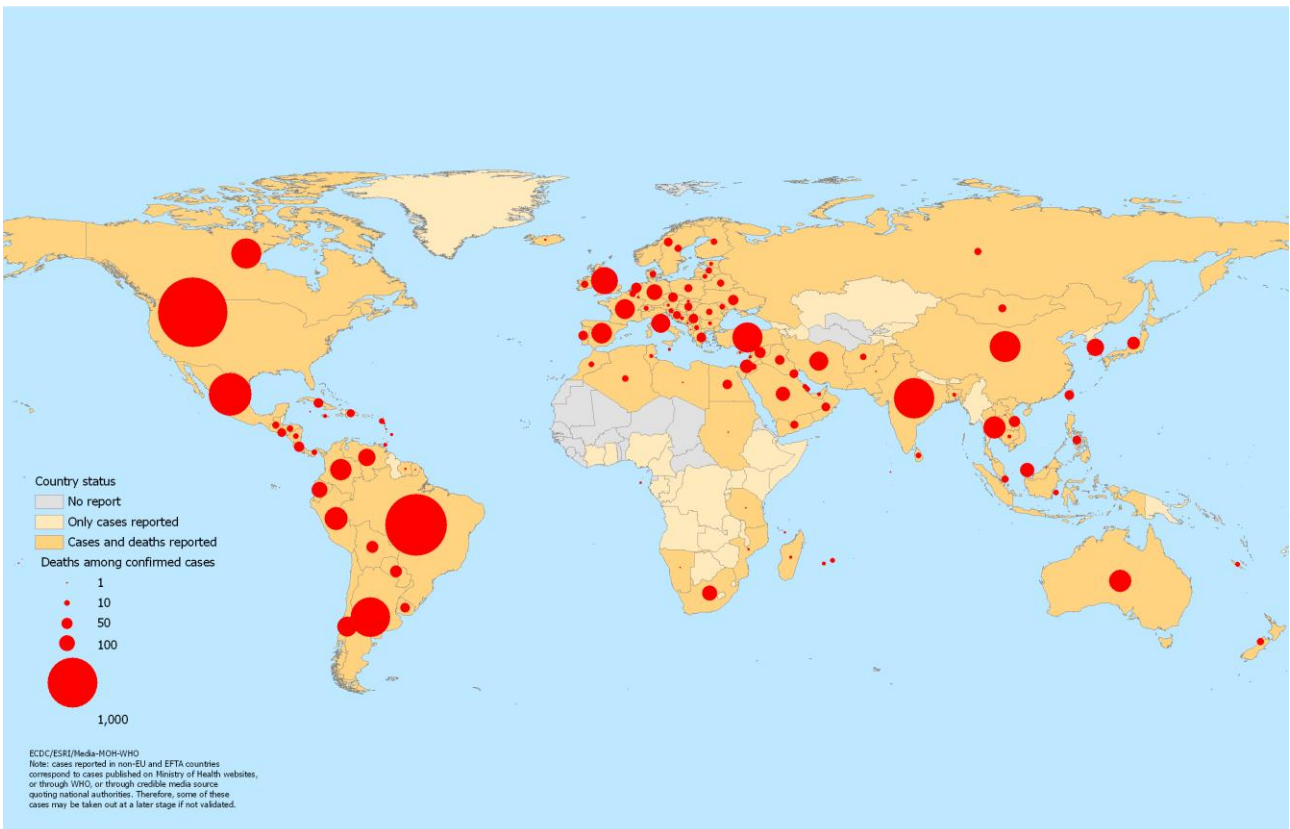 Country status
No report
Only cases reported
Cases and deaths reported
Deaths among confirmed cases
1
10
50
100
1,000
ECDC/ESRI/Media-MOH-WHO
Note: cases reported in non-EU and EFTA countries
correspond to cases published on Ministry of Health websites,
or through WHO, or through credible media source
quoting national authorities. Therefore, some of these
cases may be taken out at a later stage if not validated.